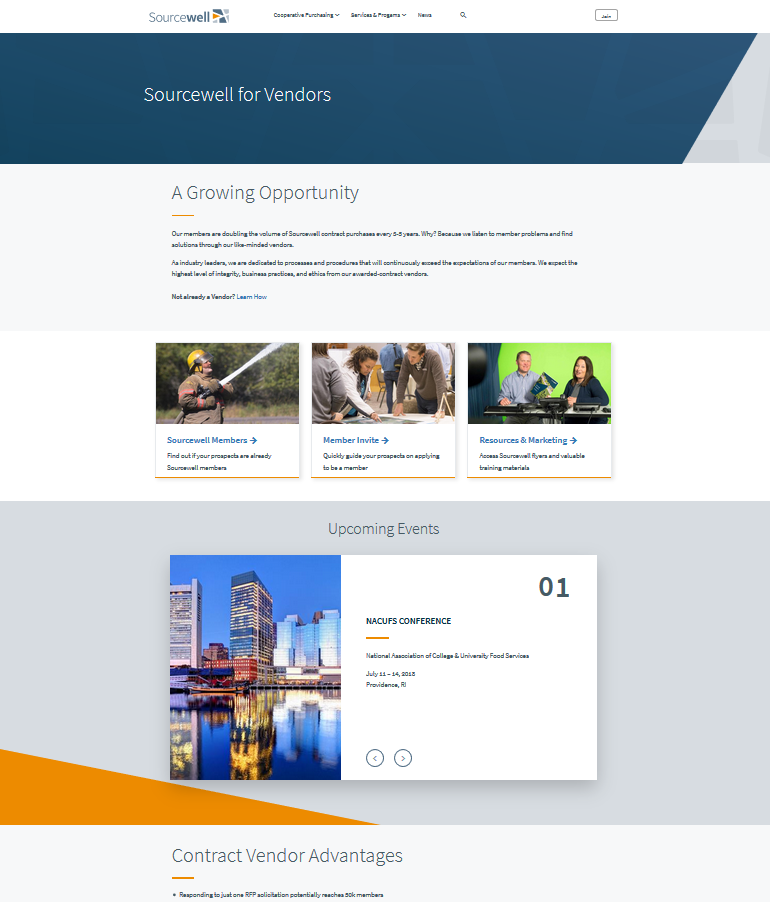 Sourcewell
Cooperative Purchasing
Services & Progams
News
Join
Sourcewell for Vendors
A Growing Opportunity
Our members are doubling the volume of Sourcewell contract purchases every 3-5 years. Why? Because we listen to member problems and find
solutions through our like-minded vendors.
As industry leaders, we are dedicated to processes and procedures that will continuously exceed the expectations of our members. We expect the
highest level of integrity, business practices, and ethics from our awarded-contract vendors.
Not already a Vendor? Learn How
Sourcewell Members →
Find out if your prospects are already
Sourcewell members
Member Invite →
Quickly guide your prospects on applying
to be a member
Resources & Marketing →
Access Sourcewell flyers and valuable
training materials
Upcoming Events
01
NACUFS CONFERENCE
National Association of College & University Food Services
July 11 – 14, 2018
Providence, RI
Contract Vendor Advantages
• Responding to just one RFP solicitation potentially reaches 50k members